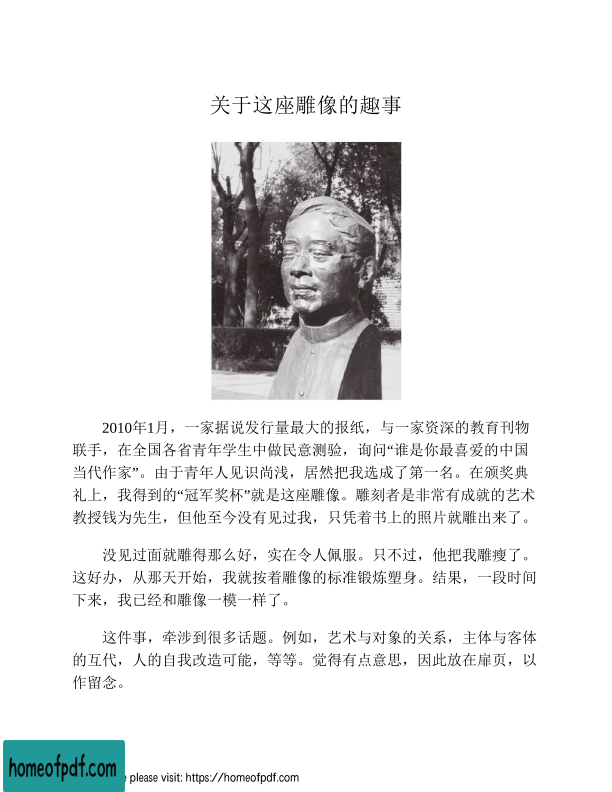 关于这座雕像的趣事
2010年1月，一家据说发行量最大的报纸，与一家资深的教育刊物
联手，在全国各省青年学生中做民意测验，询问“谁是你最喜爱的中国
当代作家”。由于青年人见识尚浅，居然把我选成了第一名。在颁奖典
礼上，我得到的“冠军奖杯”就是这座雕像。雕刻者是非常有成就的艺术
教授钱为先生，但他至今没有见过我，只凭着书上的照片就雕出来了。
没见过面就雕得那么好，实在令人佩服。只不过，他把我雕瘦了。
这好办，从那天开始，我就按着雕像的标准锻炼塑身。结果，一段时间
下来，我已经和雕像一模一样了。
这件事，牵涉到很多话题。例如，艺术与对象的关系，主体与客体
的互代，人的自我改造可能，等等。觉得有点意思，因此放在扉页，以
作留念。
homeofpdf.com
e please visit: https://homeofpdf.com